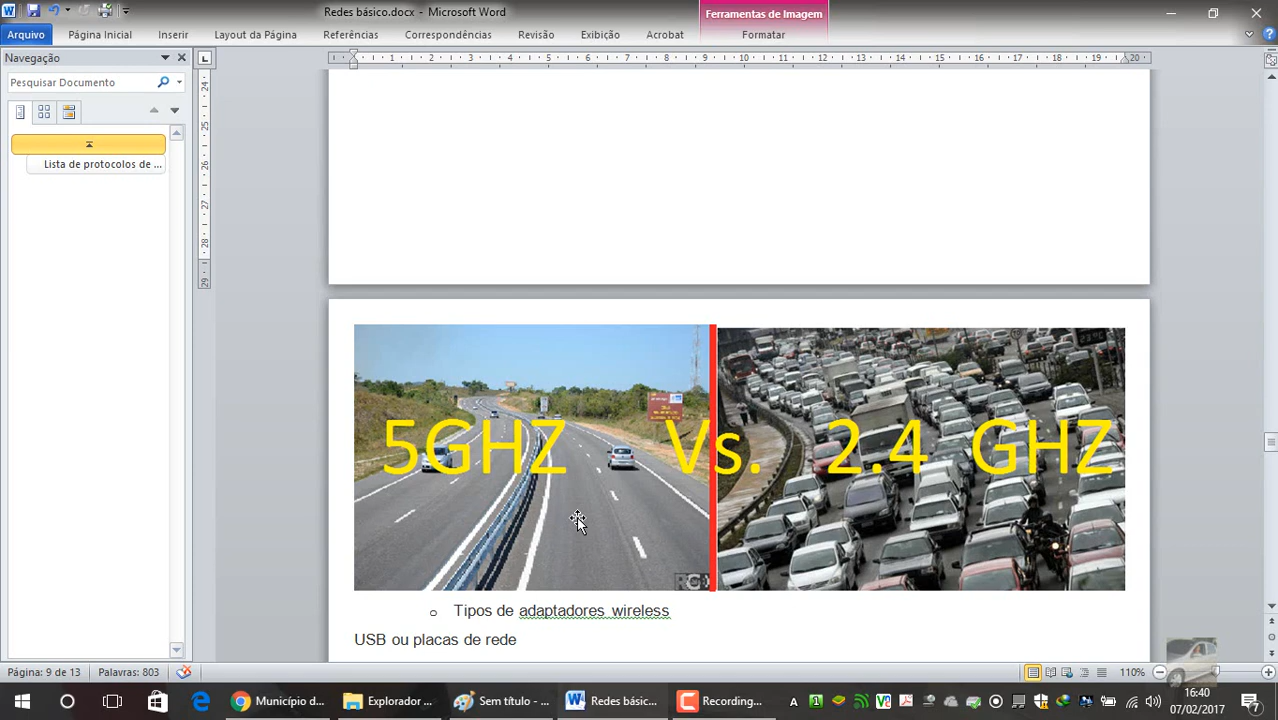 Redes básico.docx - Microsoft Word
Ferramentas de Imagem
Arquivo
Página Inicial
Inserir
Layout da Página
Referências
Correspondências
Revisão
Exibição
Acrobat
Formatar
Navegação
Pesquisar Documento
Lista de protocolos de ...
5GHZ Vs. 2.4 GHZ
o Tipos de adaptadores wireless
USB ou placas de rede
Página: 9 de 13
Palavras: 803
110%
Município d...
Explorador ...
Sem título - ...
Redes básic...
Recording...
16:40
07/02/2017